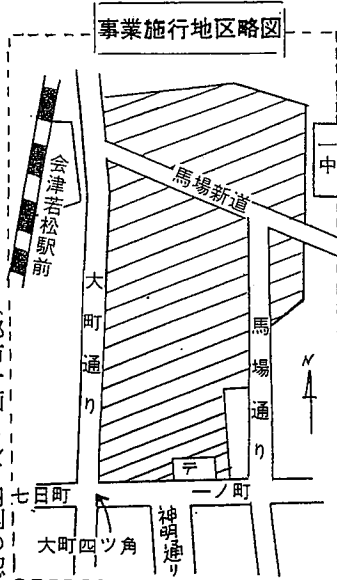 事業施行地区略図
会津若松駅前
一中
馬場新道
大町通り
馬場通り
N
〒
七日町
一ノ町
大町四ツ角
神明通り